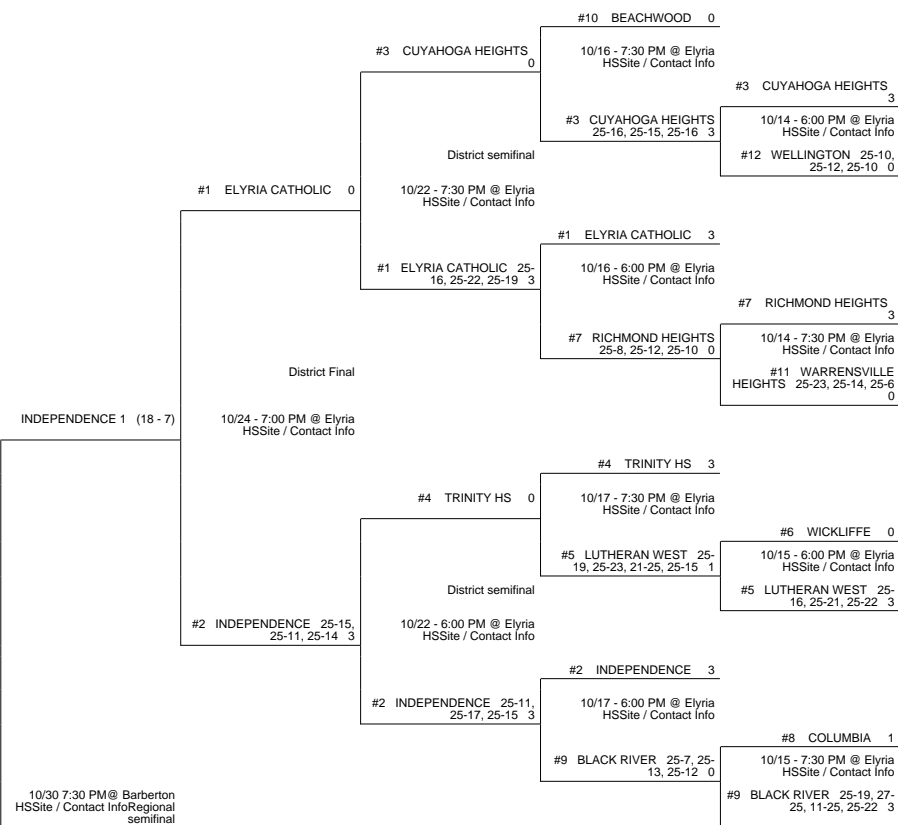 #10 BEACHWOOD 0
#3 CUYAHOGA HEIGHTS
0
10/16 - 7:30 PM @ Elyria
HSSite / Contact Info
#3 CUYAHOGA HEIGHTS
3
#3 CUYAHOGA HEIGHTS
25-16, 25-15, 25-16 3
10/14 - 6:00 PM @ Elyria
HSSite / Contact Info
District semifinal
#12 WELLINGTON 25-10,
25-12, 25-10 0
#1 ELYRIA CATHOLIC 0
10/22 - 7:30 PM @ Elyria
HSSite / Contact Info
#1 ELYRIA CATHOLIC 3
#1 ELYRIA CATHOLIC 25-
16, 25-22, 25-19 3
10/16 - 6:00 PM @ Elyria
HSSite / Contact Info
#7 RICHMOND HEIGHTS
3
#7 RICHMOND HEIGHTS
25-8, 25-12, 25-10 0
10/14 - 7:30 PM @ Elyria
HSSite / Contact Info
District Final
#11 WARRENSVILLE
HEIGHTS 25-23, 25-14, 25-6
0
INDEPENDENCE 1 (18 - 7)
10/24 - 7:00 PM @ Elyria
HSSite / Contact Info
#4 TRINITY HS 3
#4 TRINITY HS 0
10/17 - 7:30 PM @ Elyria
HSSite / Contact Info
#6 WICKLIFFE 0
#5 LUTHERAN WEST 25-
19, 25-23, 21-25, 25-15 1
10/15 - 6:00 PM @ Elyria
HSSite / Contact Info
District semifinal
#5 LUTHERAN WEST 25-
16, 25-21, 25-22 3
#2 INDEPENDENCE 25-15,
25-11, 25-14 3
10/22 - 6:00 PM @ Elyria
HSSite / Contact Info
#2 INDEPENDENCE 3
#2 INDEPENDENCE 25-11,
25-17, 25-15 3
10/17 - 6:00 PM @ Elyria
HSSite / Contact Info
#8 COLUMBIA 1
#9 BLACK RIVER 25-7, 25-
13, 25-12 0
10/15 - 7:30 PM @ Elyria
HSSite / Contact Info
10/30 7:30 PM@ Barberton
HSSite / Contact InfoRegional
semifinal
#9 BLACK RIVER 25-19, 27-
25, 11-25, 25-22 3